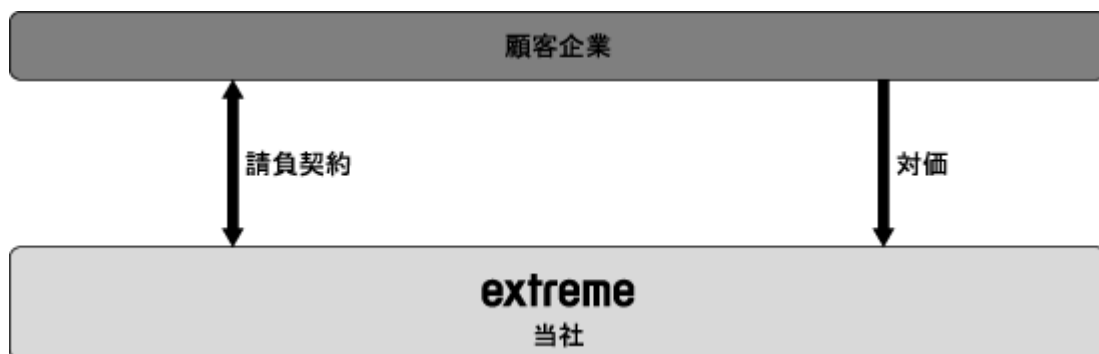 顧客企業
請負契約
対価
extreme
当社